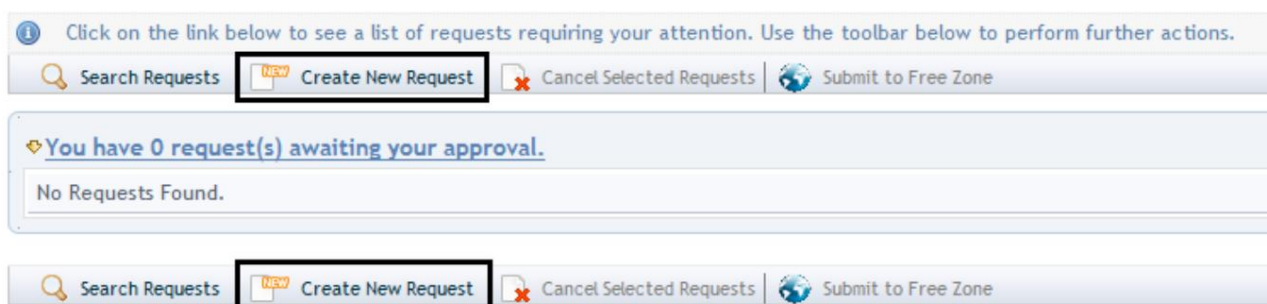 Click on the link below to see a list of requests requiring your attention. Use the toolbar below to perform further actions.
Search Requests NEW Create New Request Cancel Selected Requests Submit to Free Zone
You have 0 request(s) awaiting your approval.
No Requests Found.
Search Requests NEW Create New Request Cancel Selected Requests Submit to Free Zone